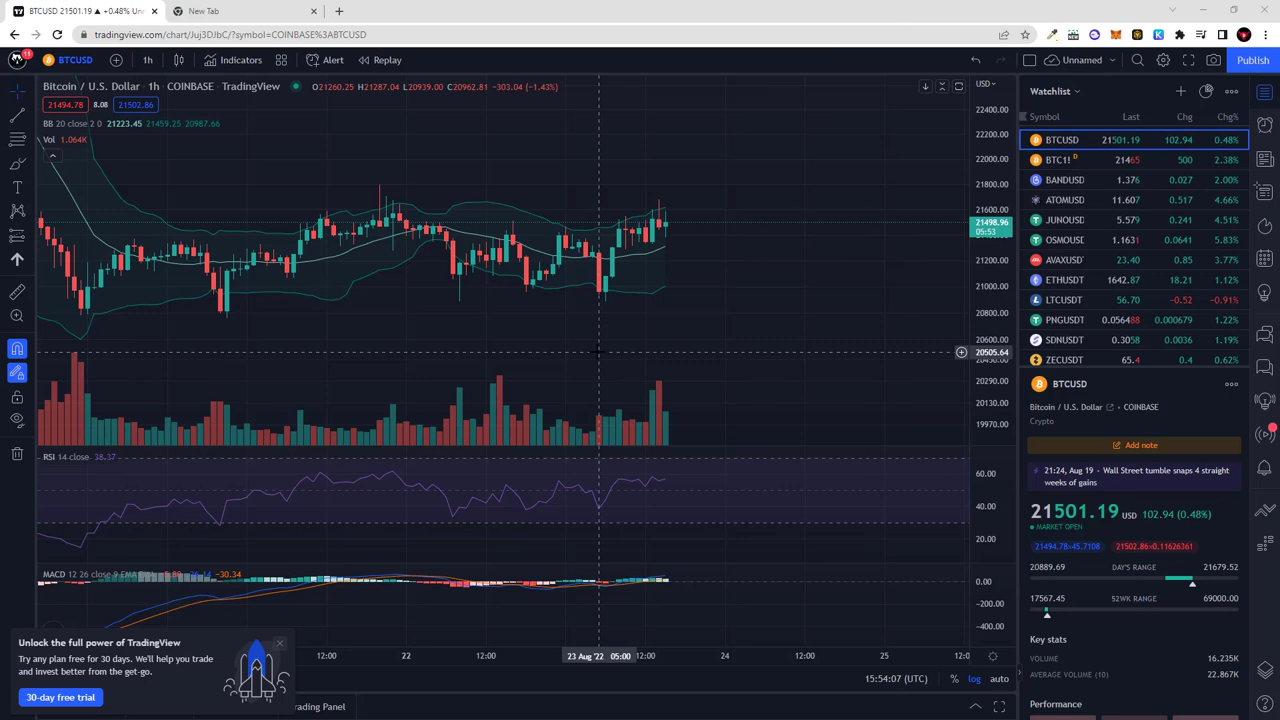 BTCUSD 21501.19 ▲ +0.48% Unn
New Tab
tradingview.com/chart/Juj3DJbC/?symbol=COINBASE%3ABTCUSD
11
BTCUSD
1h
Indicators
Alert
Replay
Unnamed
Publish
Bitcoin / U.S. Dollar · 1h · COINBASE · TradingView
O21260.25 H21287.04 L20939.00 C20962.81 -303.04 (-1.43%)
21494.78 8.08 21502.86
BB 20 close 2 0 21223.45 21459.25 20987.66
Vol 1.064K
USD
22400.00
22200.00
22000.00
21800.00
21600.00
21498.96
05:53
21200.00
21000.00
20800.00
20600.00
20505.64
20290.00
20130.00
19970.00
RSI 14 close 38.37
60.00
40.00
20.00
MACD 12 26 close 9 EMA -30.34
0.00
-200.00
-400.00
12:00 22 12:00 23 Aug '22 05:00 12:00 24 12:00 25 12:0
15:54:07 (UTC) % log auto
Unlock the full power of TradingView
Try any plan free for 30 days. We'll help you trade
and invest better from the get-go.
30-day free trial
trading Panel
Watchlist
Symbol Last Chg Chg%
BTCUSD 21501.19 102.94 0.48%
BTC1! D 21465 500 2.38%
BANDUSD 1.376 0.027 2.00%
ATOMUSD 11.607 0.517 4.66%
JUNOUSD 5.579 0.241 4.51%
OSMOUSD 1.1631 0.0641 5.83%
AVAXUSD 23.40 0.85 3.77%
ETHUSDT 1642.87 18.21 1.12%
LTCUSDT 56.70 -0.52 -0.91%
PNGUSDT 0.056488 0.000679 1.22%
SDNUSDT 0.3058 0.0036 1.19%
ZECUSDT 65.4 0.4 0.62%
BTCUSD
Bitcoin / U.S. Dollar · COINBASE
Crypto
Add note
21:24, Aug 19 · Wall Street tumble snaps 4 straight
weeks of gains
21501.19 USD 102.94 (0.48%)
MARKET OPEN
21494.78×45.7108 21502.86×0.11626361
20889.69 DAY'S RANGE 21679.52
17567.45 52WK RANGE 69000.00
Key stats
VOLUME 16.235K
AVERAGE VOLUME (10) 22.867K
Performance